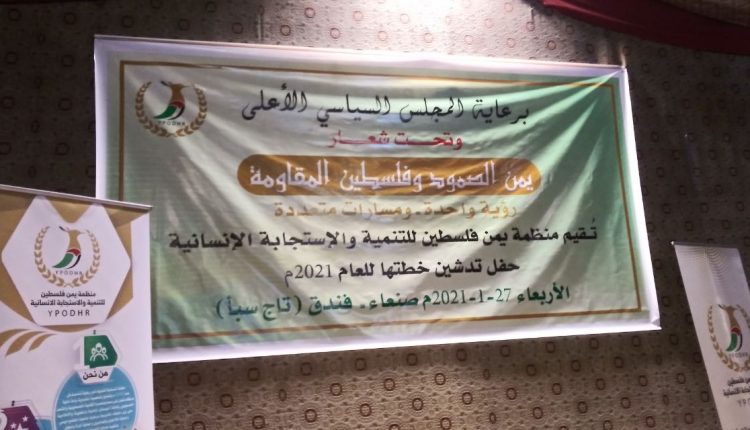 برعاية المجلس السياسي الأعلى
وتحت شعار
يمن الصمود وفلسطين المقاومة
رؤية واحدة.. ومسارات متعددة
تُقيم منظمة يمن فلسطين للتنمية والإستجابة الإنسانية
حفل تدشين خطتها للعام 2021م
الأربعاء 27-1-2021م صنعاء - فندق (تاج سبأ)
YPODHR
YPODHR
منظمة يمن فلسطين
للتنمية والاستجابة الانسانية
YPODHR
من نحن